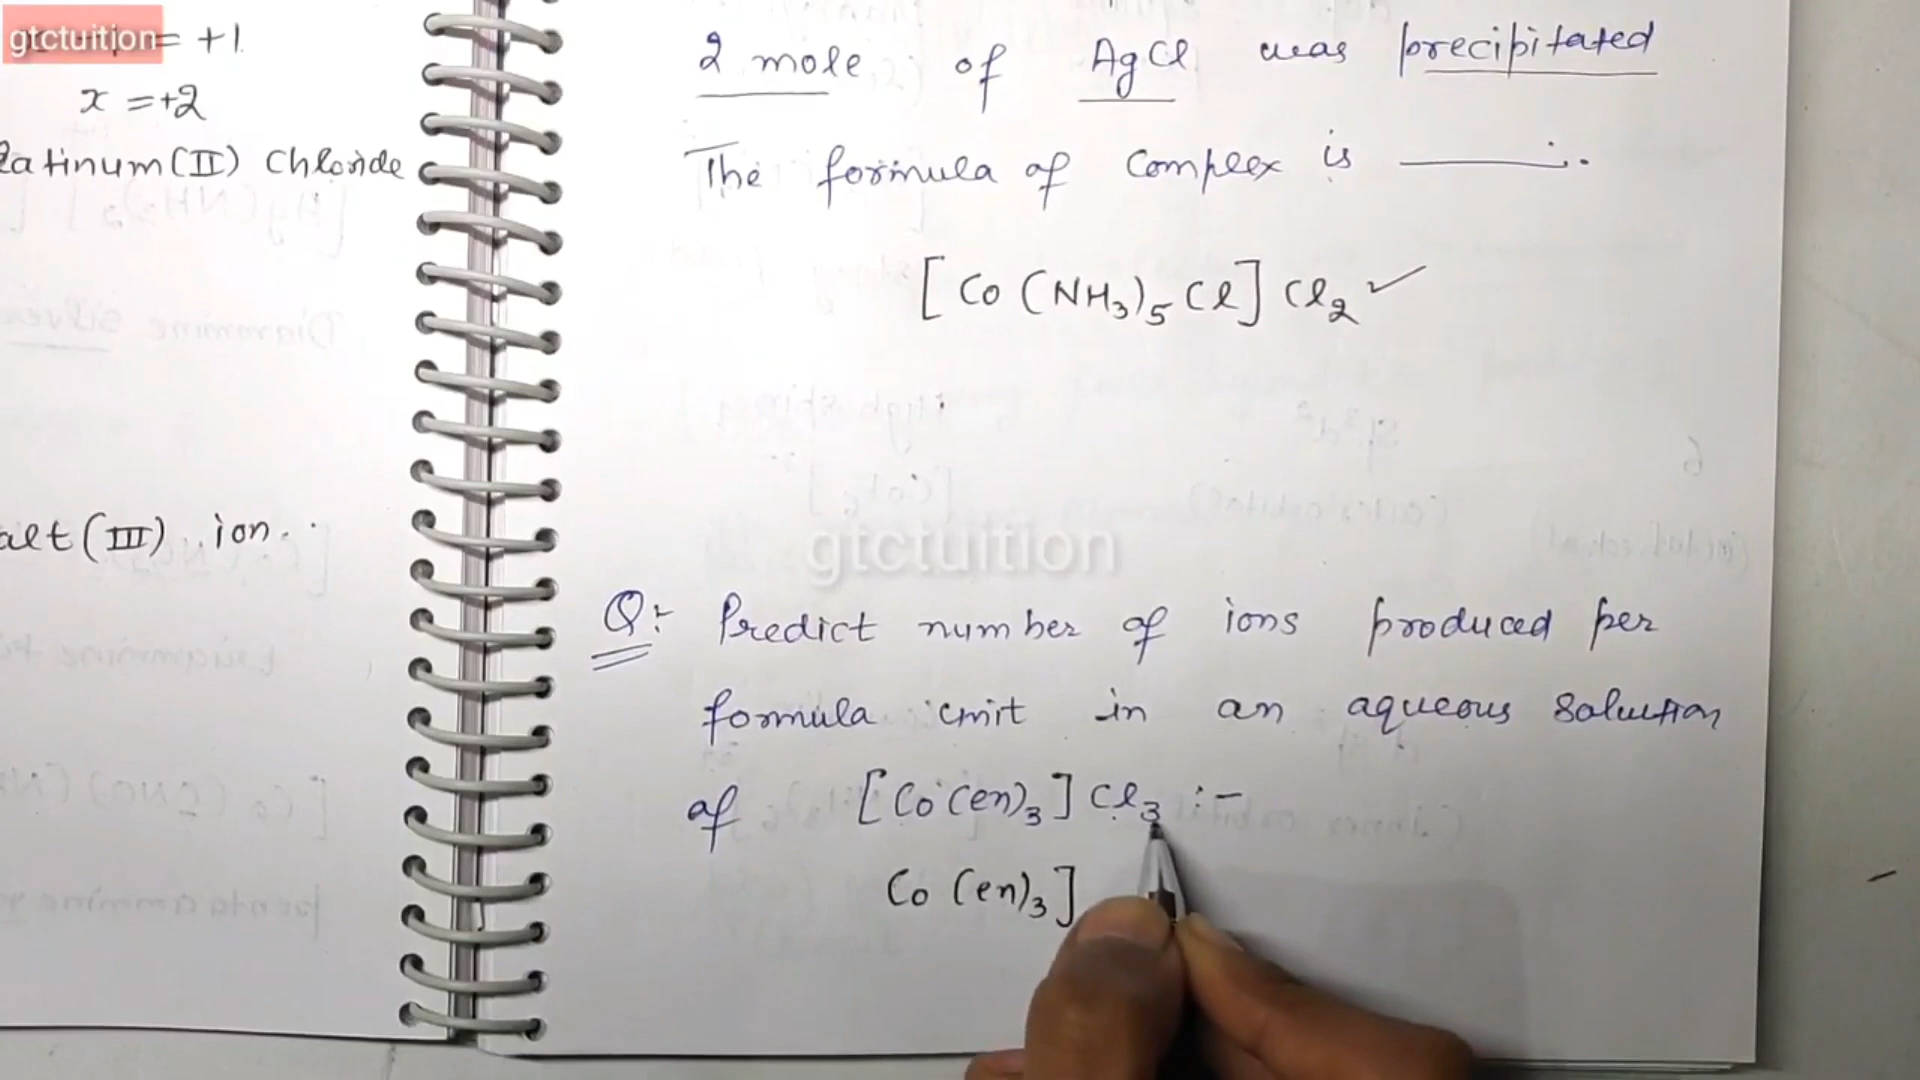 gtctuition = +1
x = +2
latinum (II) Chloride
alt (III) ion.
2 mole of AgCl was precipitated
The formula of Complex is ______.
[Co (NH₃)₅ Cl] Cl₂ ✓
gtctuition
Q:- Predict number of ions produced per
formula unit in an aqueous solution
of [Co (en)₃] Cl₃ :-
Co (en)₃]